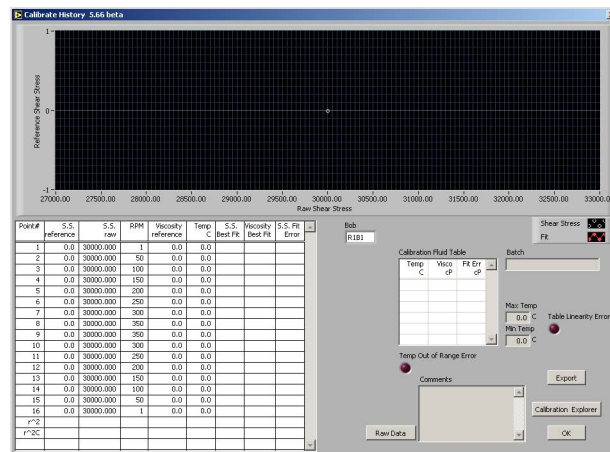 Calibrate History 5.66 beta
Reference Shear Stress
1
0
-1
27000.00 27500.00 28000.00 28500.00 29000.00 29500.00 30000.00 30500.00 31000.00 31500.00 32000.00 32500.00 33000.0
Raw Shear Stress
Point# S.S. reference S.S. raw RPM Viscosity reference Temp C S.S. Best Fit Viscosity Best Fit S.S. Fit Error
1 0.0 30000.000 1 0.0 0.0
2 0.0 30000.000 50 0.0 0.0
3 0.0 30000.000 100 0.0 0.0
4 0.0 30000.000 150 0.0 0.0
5 0.0 30000.000 200 0.0 0.0
6 0.0 30000.000 250 0.0 0.0
7 0.0 30000.000 300 0.0 0.0
8 0.0 30000.000 350 0.0 0.0
9 0.0 30000.000 350 0.0 0.0
10 0.0 30000.000 300 0.0 0.0
11 0.0 30000.000 250 0.0 0.0
12 0.0 30000.000 200 0.0 0.0
13 0.0 30000.000 150 0.0 0.0
14 0.0 30000.000 100 0.0 0.0
15 0.0 30000.000 50 0.0 0.0
16 0.0 30000.000 1 0.0 0.0
r^2
r^2C
Bob
R1B1
Shear Stress
Fit
Calibration Fluid Table
Temp C Visco cP Fit Err cP
Batch
Max Temp
0.0 C
Table Linearity Error
Min Temp
0.0 C
Temp Out of Range Error
Comments
Export
Calibration Explorer
Raw Data
OK